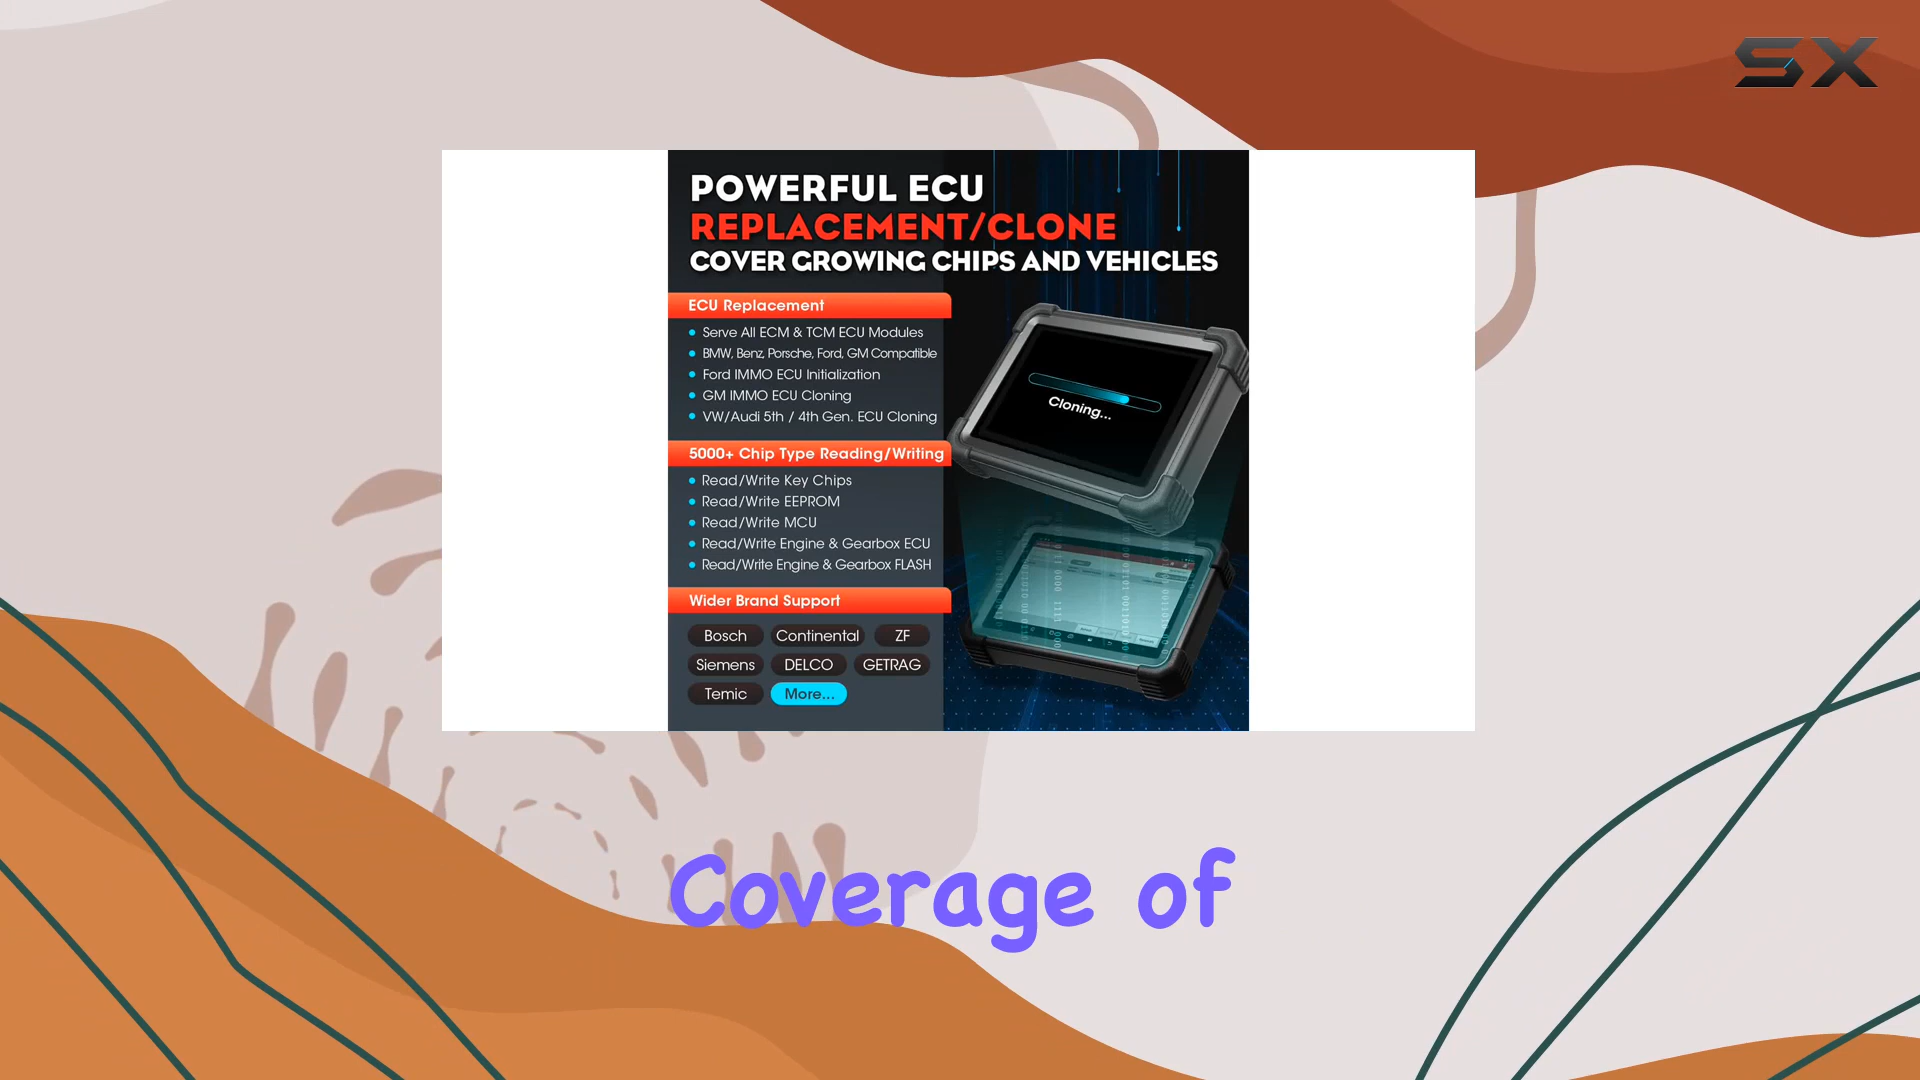 SX
POWERFUL ECU
REPLACEMENT/CLONE
COVER GROWING CHIPS AND VEHICLES
ECU Replacement
Serve All ECM & TCM ECU Modules
BMW, Benz, Porsche, Ford, GM Compatible
Ford IMMO ECU Initialization
GM IMMO ECU Cloning
VW/Audi 5th / 4th Gen. ECU Cloning
5000+ Chip Type Reading/Writing
Read/Write Key Chips
Read/Write EEPROM
Read/Write MCU
Read/Write Engine & Gearbox ECU
Read/Write Engine & Gearbox FLASH
Wider Brand Support
Bosch Continental ZF
Siemens DELCO GETRAG
Temic More...
Cloning...
Coverage of